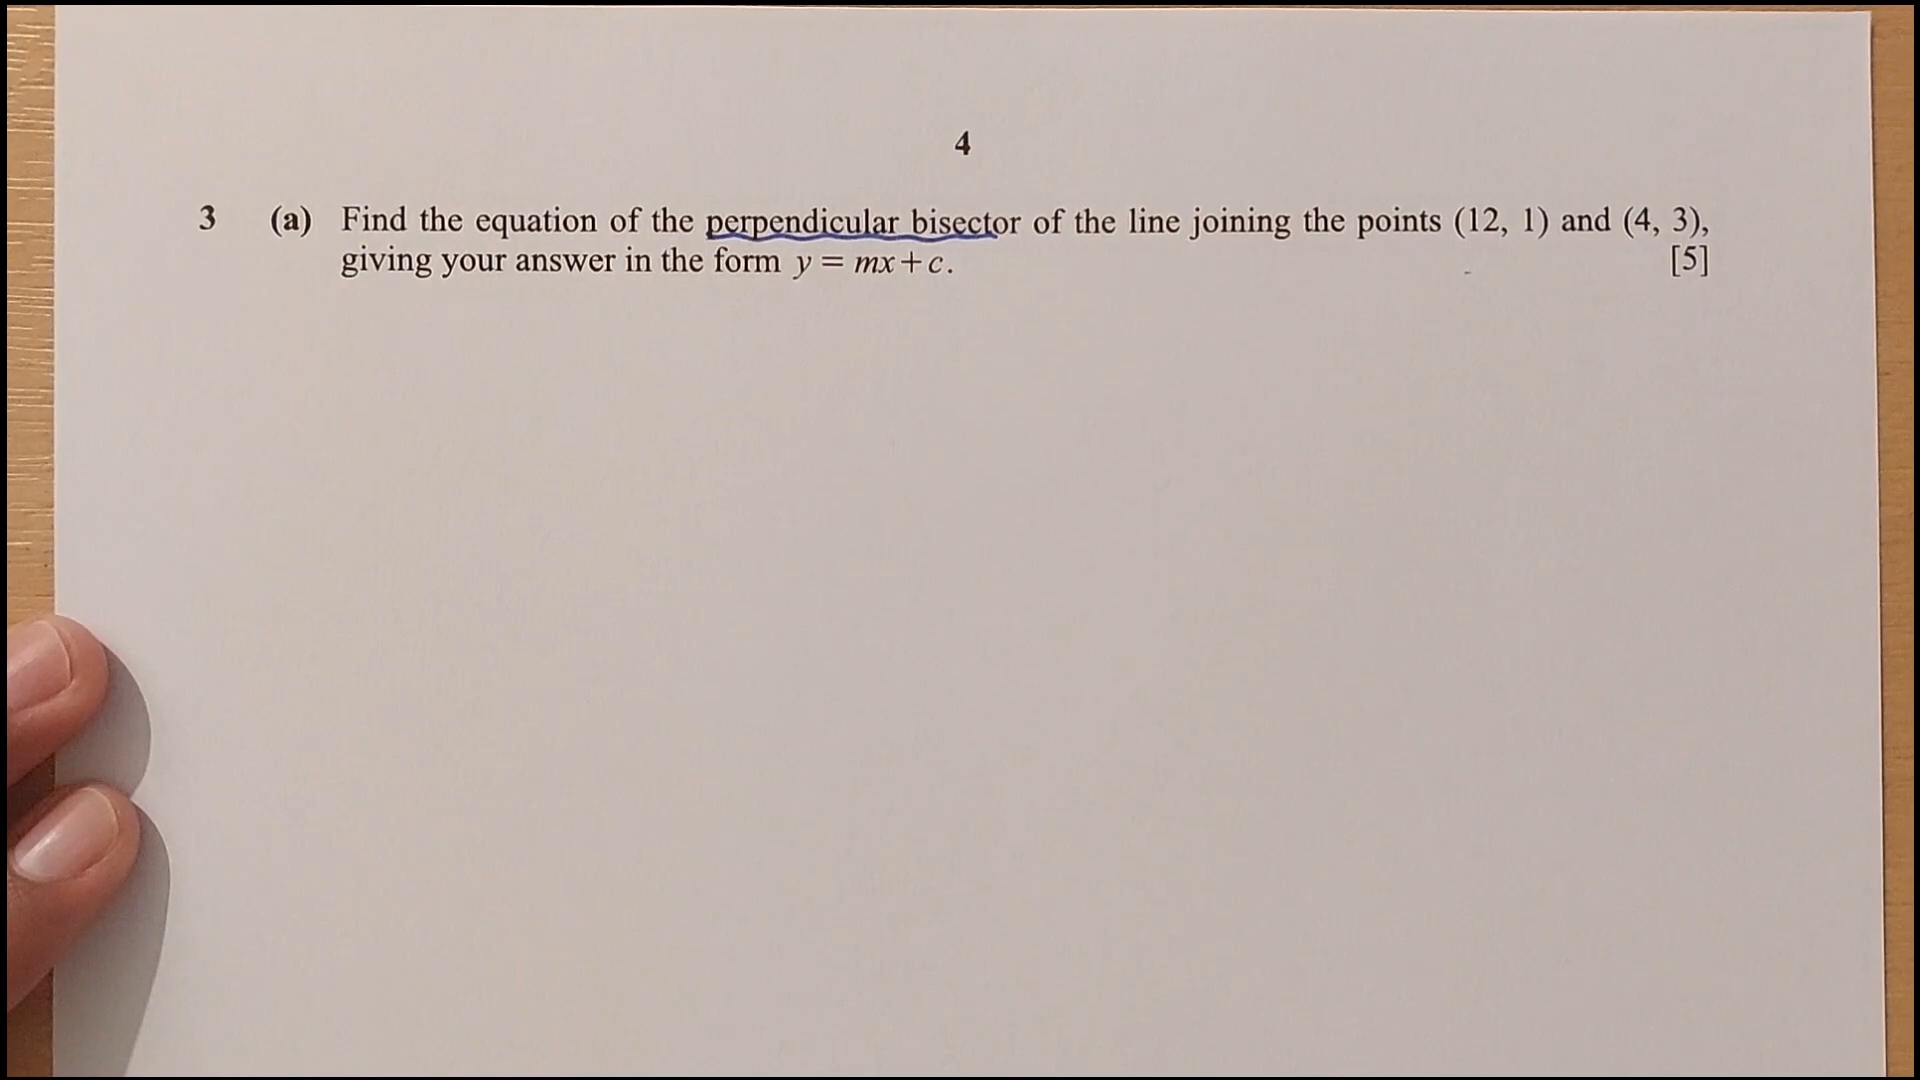 4
3 (a) Find the equation of the perpendicular bisector of the line joining the points (12, 1) and (4, 3),
giving your answer in the form y = mx + c. [5]